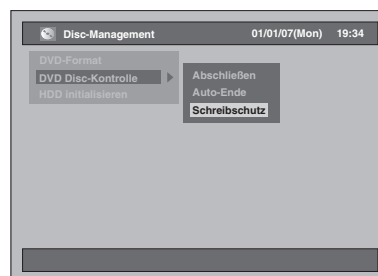 Disc-Management 01/01/07(Mon) 19:34
DVD-Format
DVD Disc-Kontrolle
HDD initialisieren
Abschließen
Auto-Ende
Schreibschutz